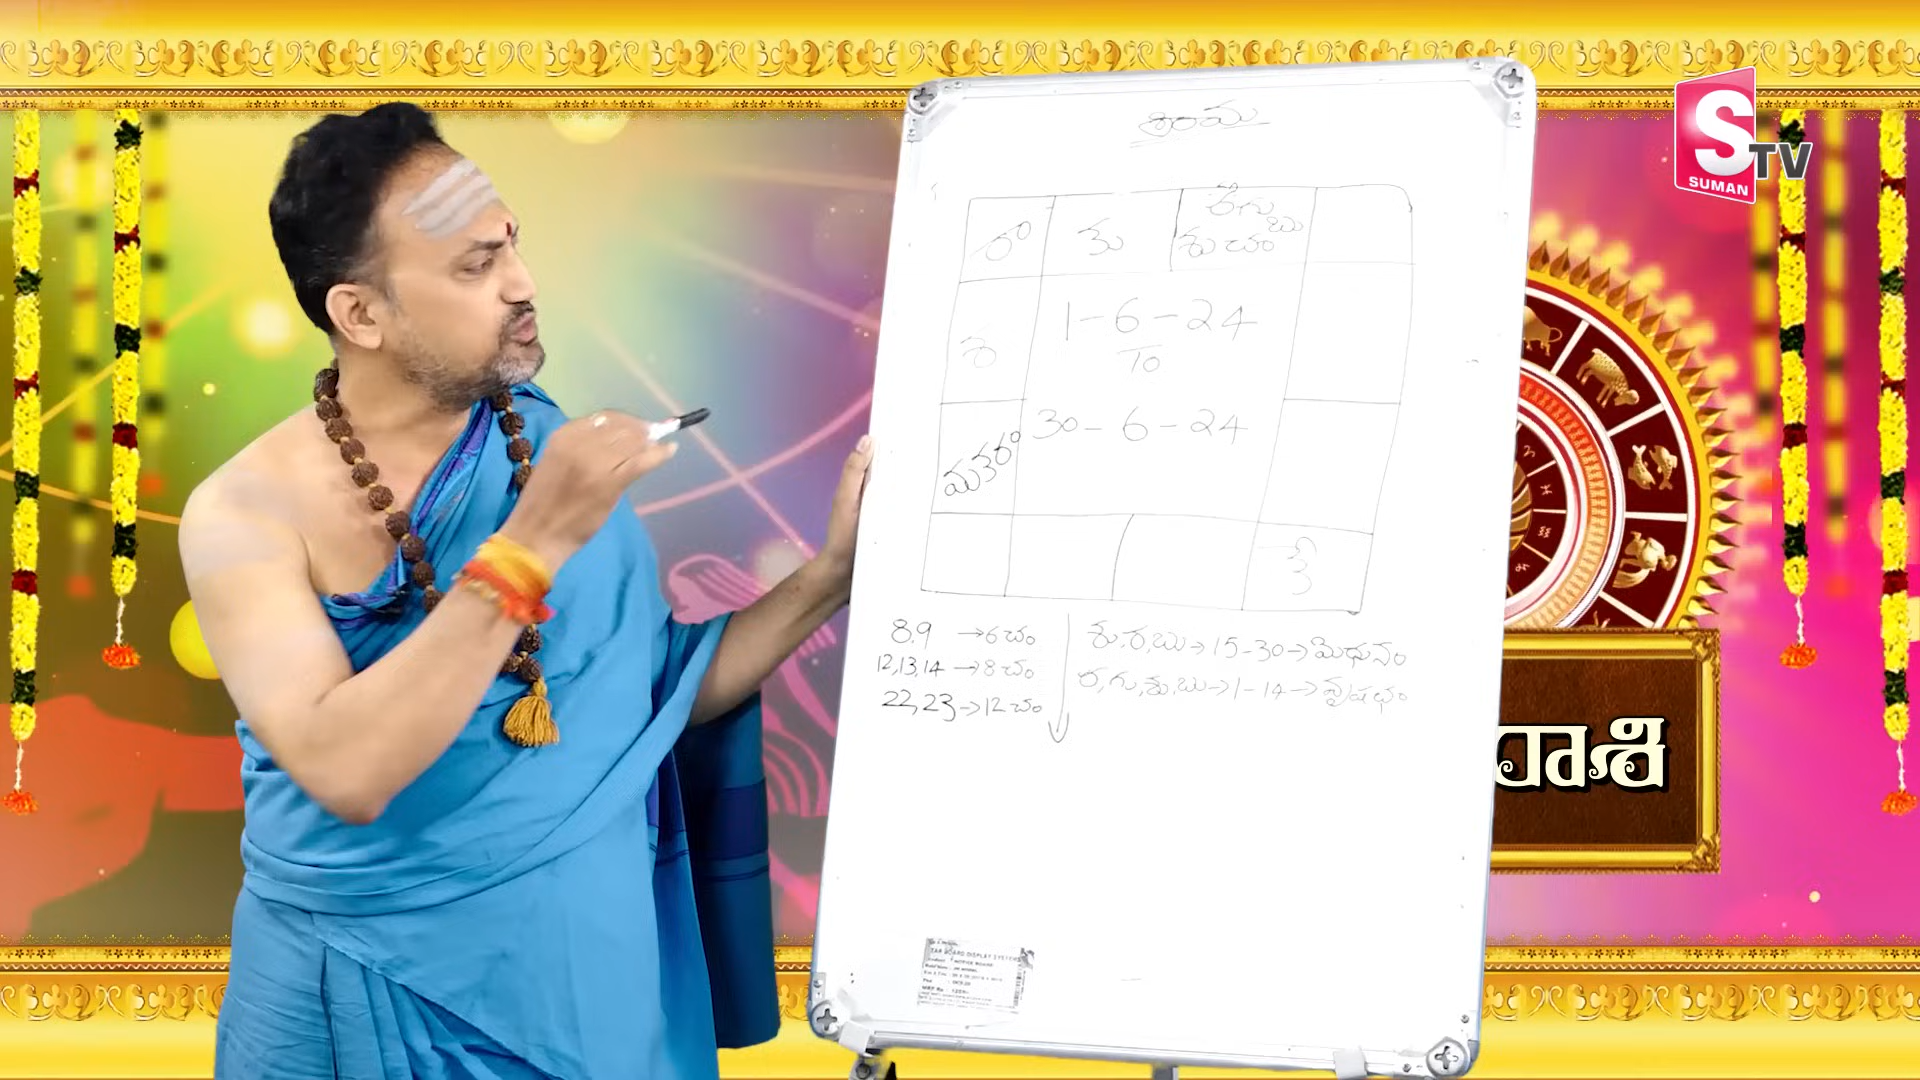 శ్రీరామ
S TV
SUMAN
రా కు
ర గు బు
శు చం
1-6-24
శ
TO
30-6-24
మకర రా
కే
8,9 →6 చం
12,13,14 →8 చం
22,23 →12 చం
శు.ర,బు→15-30→మిథునం
ర,గు,శు,బు→1-14→వృషభం
రాశి